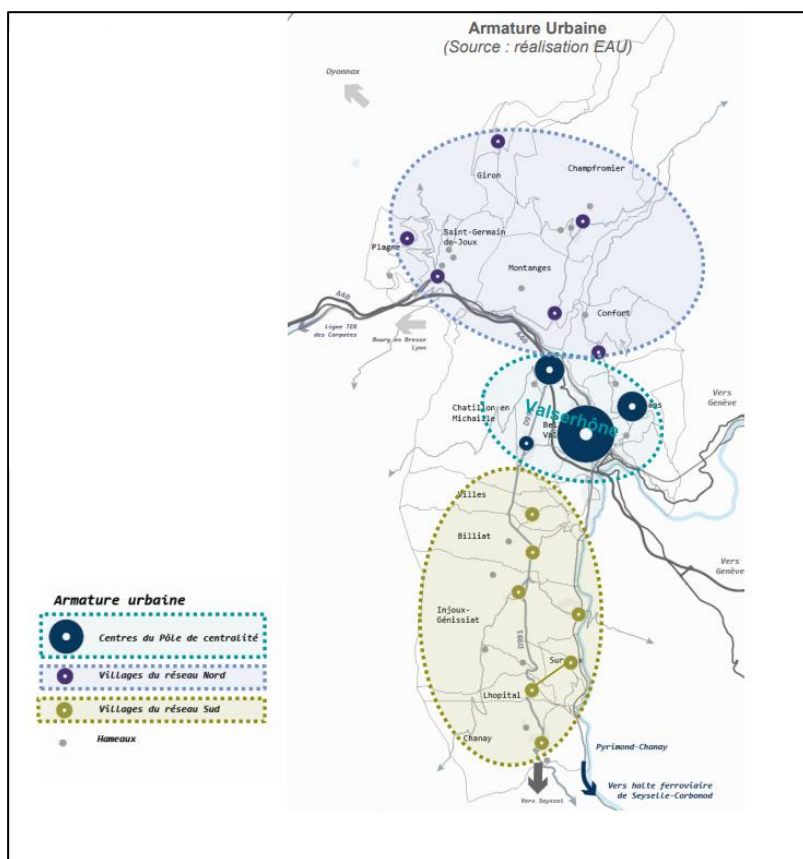 Armature Urbaine
(Source : réalisation EAU)
Oyonnax
Giron
Champfromier
Saint-Germain
de-Joux
Plagne
Montanges
A40
Confort
Ligne TER
des Carpates
Bourg en Bresse
Lyon
A40
Vers
Genève
Chatillon en
Michaille
Valserhône
Villes
Billiat
Vers
Genève
Injoux-
Génissiat
D991
Lhopital
Chanay
Pyrimond-Chanay
Vers halte ferroviaire
de Seyselle-Corbonod
Vers Seyssel
Armature urbaine
Centres du Pôle de centralité
Villages du réseau Nord
Villages du réseau Sud
Hameaux